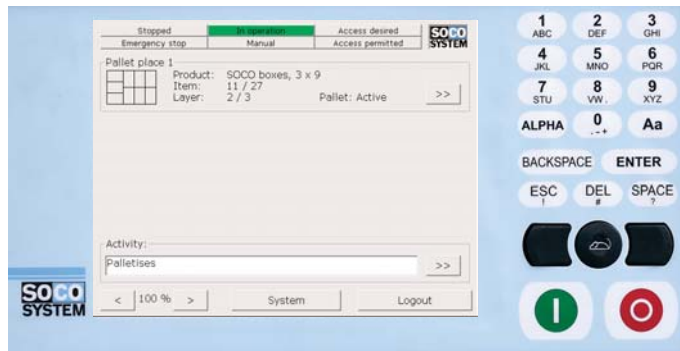 Stopped In operation Access desired SOCO
Emergency stop Manual Access permitted SYSTEM
Pallet place 1
Product: SOCO boxes, 3 x 9
Item: 11 / 27
Layer: 2 / 3 Pallet: Active >>
Activity:
Palletises >>
< 100 % > System Logout
SOCO
SYSTEM
1 2 3
ABC DEF GHI
4 5 6
JKL MNO PQR
7 8 9
STU VW . XYZ
ALPHA 0 Aa
. - +
BACKSPACE ENTER
ESC DEL SPACE
! # ?